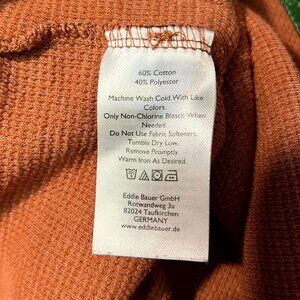 60% Cotton
40% Polyester
Machine Wash Cold With Like
Colors.
Only Non-Chlorine Bleach When
Needed.
Do Not Use Fabric Softeners.
Tumble Dry Low.
Remove Promptly.
Warm Iron As Desired.
Eddie Bauer GmbH
Rotwandweg 3a
82024 Taufkirchen
GERMANY
www.eddiebauer.de